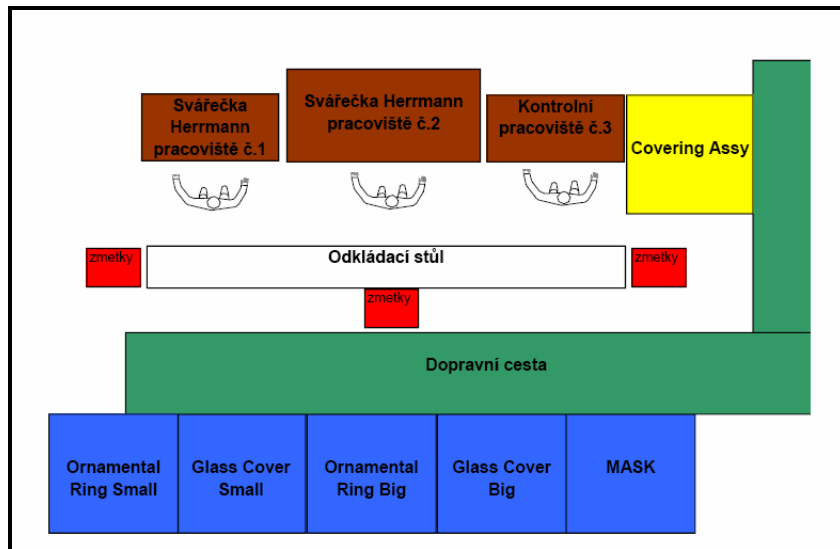 Svářečka
Herrmann
pracoviště č.1
Svářečka Herrmann
pracoviště č.2
Kontrolní
pracoviště č.3
Covering Assy
zmetky
Odkládací stůl
zmetky
zmetky
Dopravní cesta
Ornamental
Ring Small
Glass Cover
Small
Ornamental
Ring Big
Glass Cover
Big
MASK